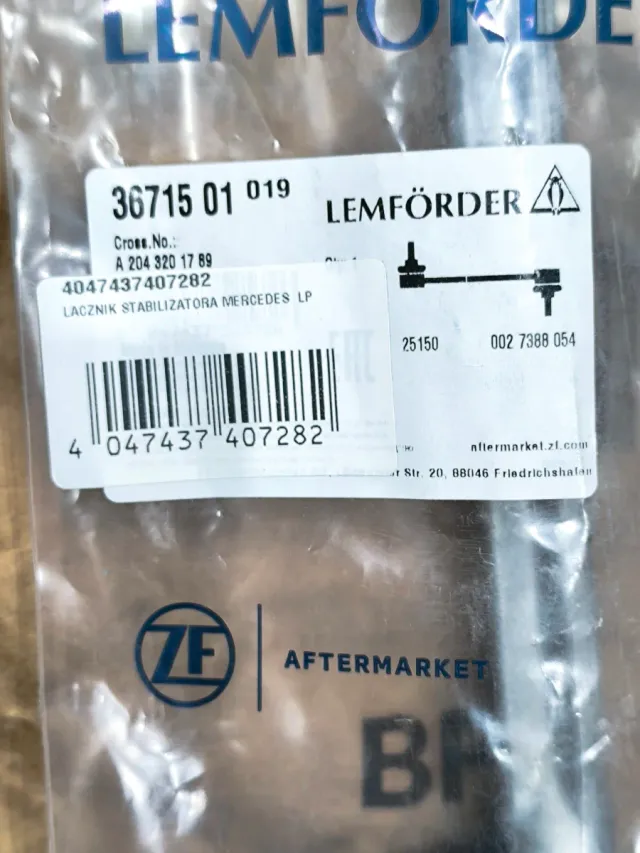 LEMFÖRDE
36715 01 019
LEMFÖRDER
Cross.No.:
A 204 320 17 89
4047437407282
LACZNIK STABILIZATORA MERCEDES LP
25150 002 7388 054
4 047437 407282
EAC
aftermarket.zf.com
Str. 20, 88046 Friedrichshafen
ZF
AFTERMARKET